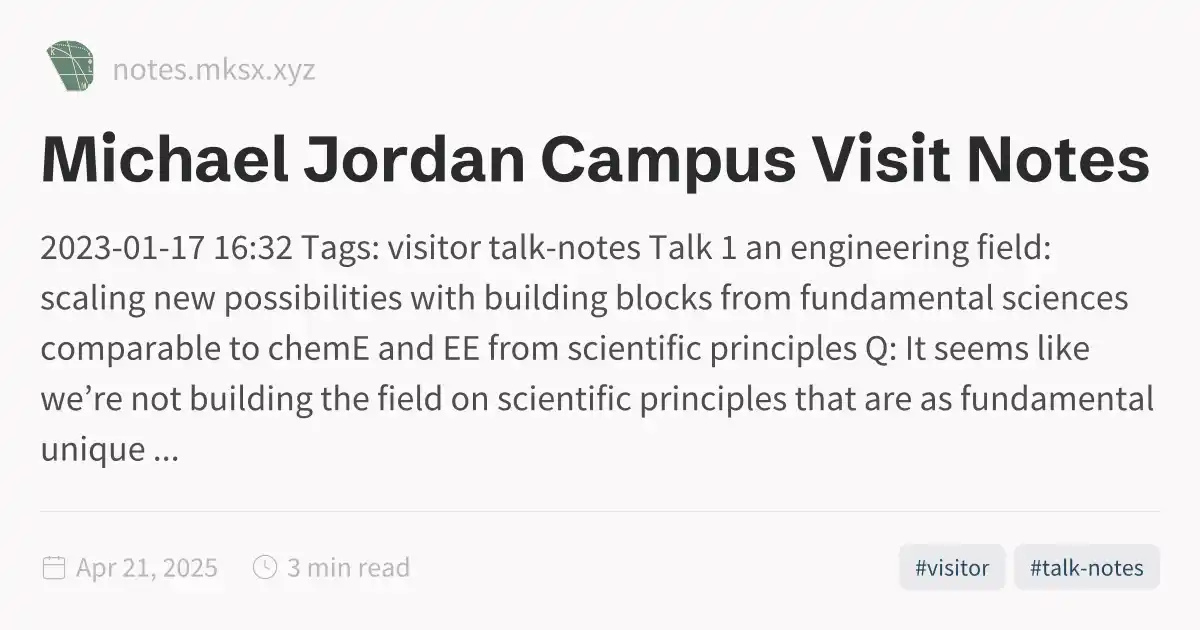 notes.mksx.xyz
Michael Jordan Campus Visit Notes
2023-01-17 16:32 Tags: visitor talk-notes Talk 1 an engineering field:
scaling new possibilities with building blocks from fundamental sciences
comparable to chemE and EE from scientific principles Q: It seems like
we’re not building the field on scientific principles that are as fundamental
unique ...
Apr 21, 2025 3 min read #visitor #talk-notes